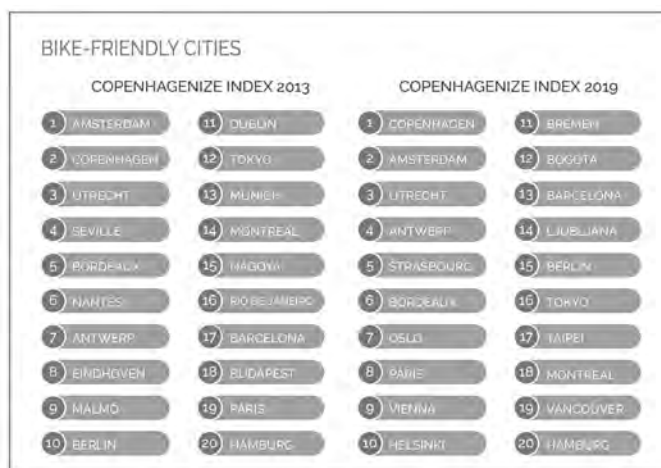 BIKE-FRIENDLY CITIES
COPENHAGENIZE INDEX 2013
1 AMSTERDAM
2 COPENHAGEN
3 UTRECHT
4 SEVILLE
5 BORDEAUX
6 NANTES
7 ANTWERP
8 EINDHOVEN
9 MALMO
10 BERLIN
11 DUBLIN
12 TOKYO
13 MUNICH
14 MONTREAL
15 NAGOYA
16 RIO DE JANEIRO
17 BARCELONA
18 BUDAPEST
19 PARIS
20 HAMBURG
COPENHAGENIZE INDEX 2019
1 COPENHAGEN
2 AMSTERDAM
3 UTRECHT
4 ANTWERP
5 STRASBOURG
6 BORDEAUX
7 OSLO
8 PARIS
9 VIENNA
10 HELSINKI
11 BREMEN
12 BOGOTA
13 BARCELONA
14 LJUBLJANA
15 BERLIN
16 TOKYO
17 TAIPEI
18 MONTREAL
19 VANCOUVER
20 HAMBURG